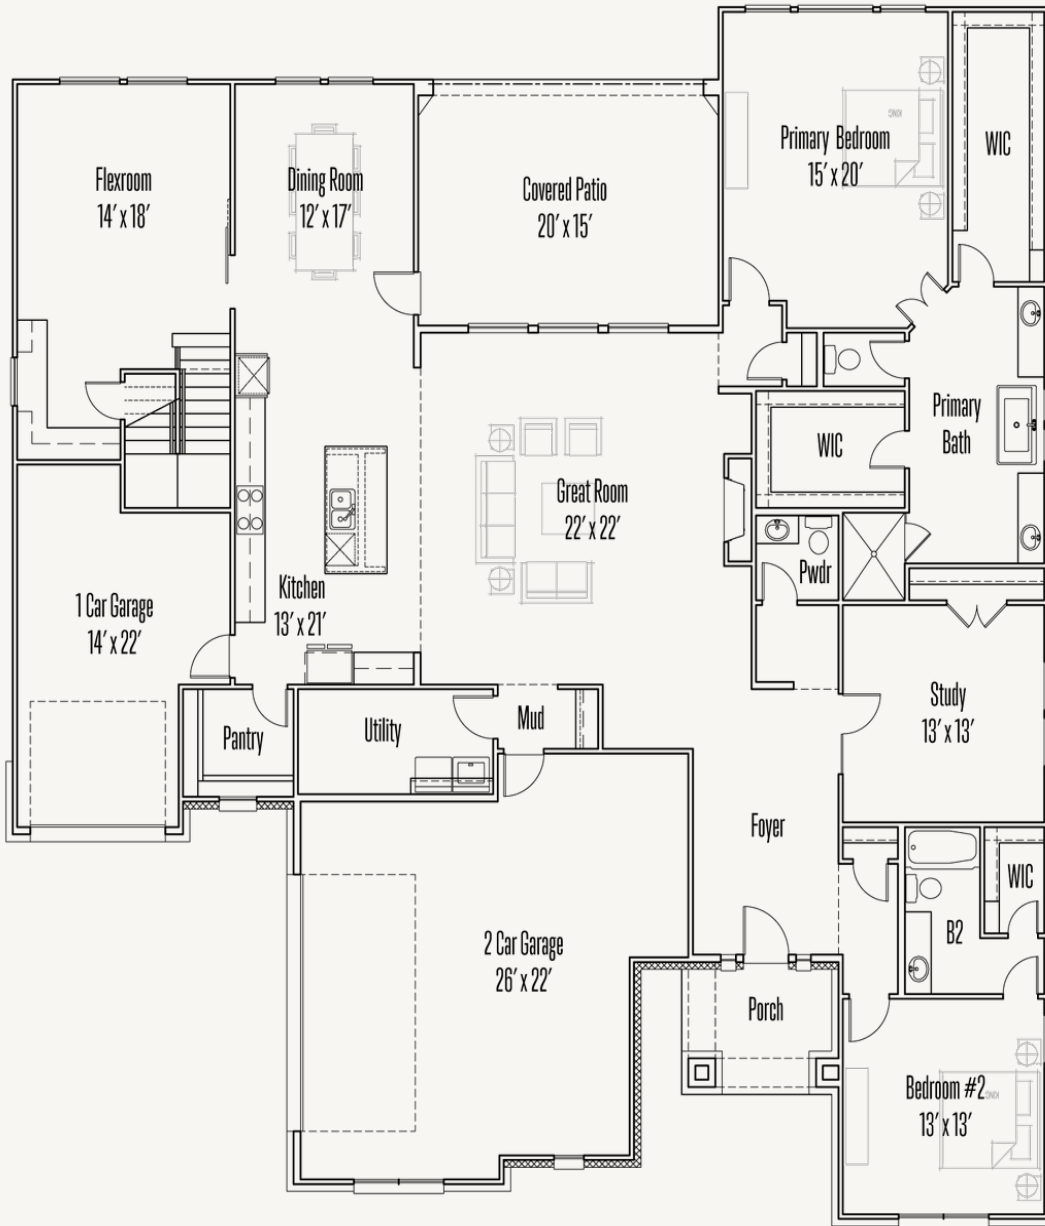 Flexroom
14' x 18'
Dining Room
12' x 17'
Covered Patio
20' x 15'
Primary Bedroom
15' x 20'
KING
WIC
Primary
Bath
WIC
Great Room
22' x 22'
Pwdr
Kitchen
13' x 21'
1 Car Garage
14' x 22'
Pantry
Utility
Mud
Study
13' x 13'
Foyer
WIC
B2
2 Car Garage
26' x 22'
Porch
Bedroom #2
13' x 13'
KING